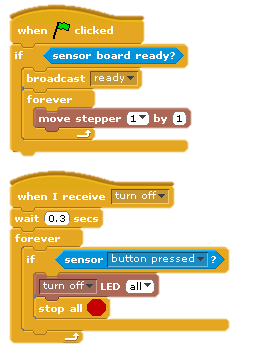 when clicked
if sensor board ready?
broadcast ready
forever
move stepper 1 by 1
when I receive turn off
wait 0.3 secs
forever
if sensor button pressed ?
turn off LED all
stop all